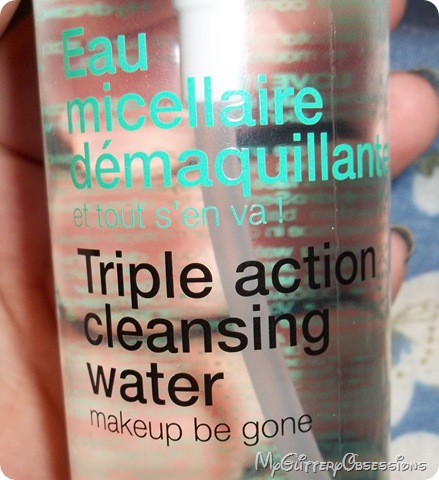 Eau
micellaire
démaquillante
et tout s'en va !
Triple action
cleansing
water
makeup be gone
MyGlitteryObsessions